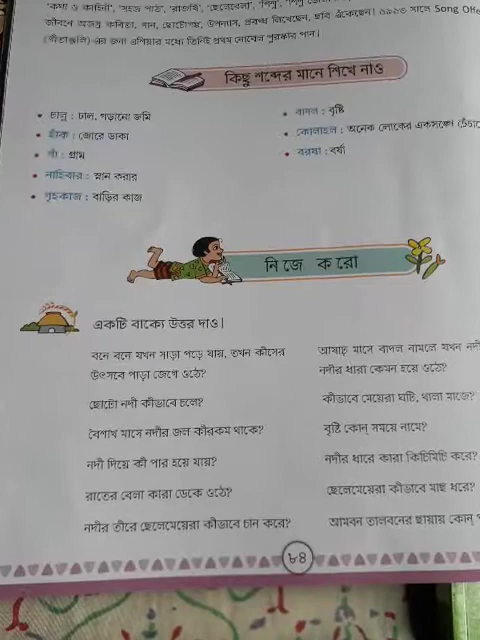 'কথা ও কাহিনী', 'সহজ পাঠ', 'রাজর্ষি', 'ছেলেবেলা', 'শিশু',
জীবনে অজস্র কবিতা, গান, ছোটোগল্প, উপন্যাস, প্রবন্ধ লিখেছেন, ছবি এঁকেছেন। ১৯১৩ সালে Song Offe
(গীতাঞ্জলি)-এর জন্য এশিয়ার মধ্যে তিনিই প্রথম নোবেল পুরস্কার পান।
কিছু শব্দের মানে শিখে নাও
• ঢালু : ঢাল, গড়ানো জমি
• হাঁক : জোরে ডাকা
• গাঁ : গ্রাম
• নাহিবার : স্নান করার
• গৃহকাজ : বাড়ির কাজ
• বাদল : বৃষ্টি
• কোলাহল : অনেক লোকের একসঙ্গে
• বরষা : বর্ষা
নিজে করো
একটি বাক্যে উত্তর দাও।
বনে বনে যখন সাড়া পড়ে যায়, তখন কীসের
উৎসবে পাড়া জেগে ওঠে?
ছোটো নদী কীভাবে চলে?
বৈশাখ মাসে নদীর জল কীরকম থাকে?
নদী দিয়ে কী পার হয়ে যায়?
রাতের বেলা কারা ডেকে ওঠে?
নদীর তীরে ছেলেমেয়েরা কীভাবে চান করে?
আষাঢ় মাসে বাদল নামলে যখন নদী
নদীর ধারা কেমন হয়ে ওঠে?
কীভাবে মেয়েরা ঘটি, থালা মাজে?
বৃষ্টি কোন্ সময়ে নামে?
নদীর ধারে কারা কিচিমিচি করে?
ছেলেমেয়েরা কীভাবে মাছ ধরে?
আমবন তালবনের ছায়ায় কোন্
৮৪